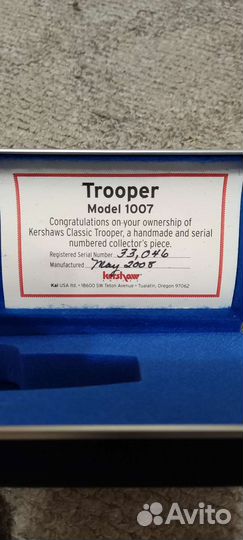 Trooper
Model 1007
Congratulations on your ownership of
Kershaws Classic Trooper, a handmade and serial
numbered collector's piece.
Registered Serial Number 33,046
Manufactured May 2008
kershaw
Kai USA ltd. • 18600 SW Teton Avenue • Tualatin, Oregon 97062
Avito